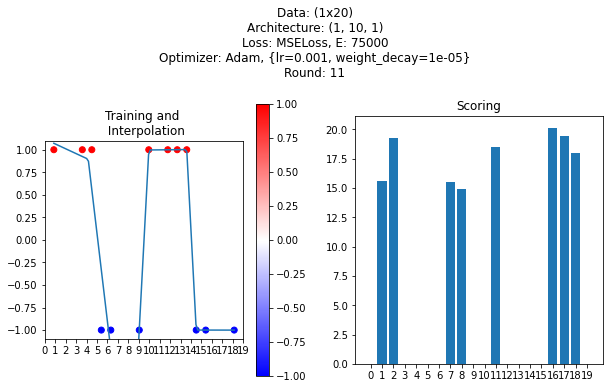 Data: (1x20)
Architecture: (1, 10, 1)
Loss: MSELoss, E: 75000
Optimizer: Adam, {lr=0.001, weight_decay=1e-05}
Round: 11
Training and
Interpolation
1.00
0.75
0.50
0.25
0.00
−0.25
−0.50
−0.75
−1.00
0 1 2 3 4 5 6 7 8 9 10 11 12 13 14 15 16 17 18 19
1.00
0.75
0.50
0.25
0.00
−0.25
−0.50
−0.75
−1.00
Scoring
20.0
17.5
15.0
12.5
10.0
7.5
5.0
2.5
0.0
0 1 2 3 4 5 6 7 8 9 10 11 12 13 14 15 16 17 18 19